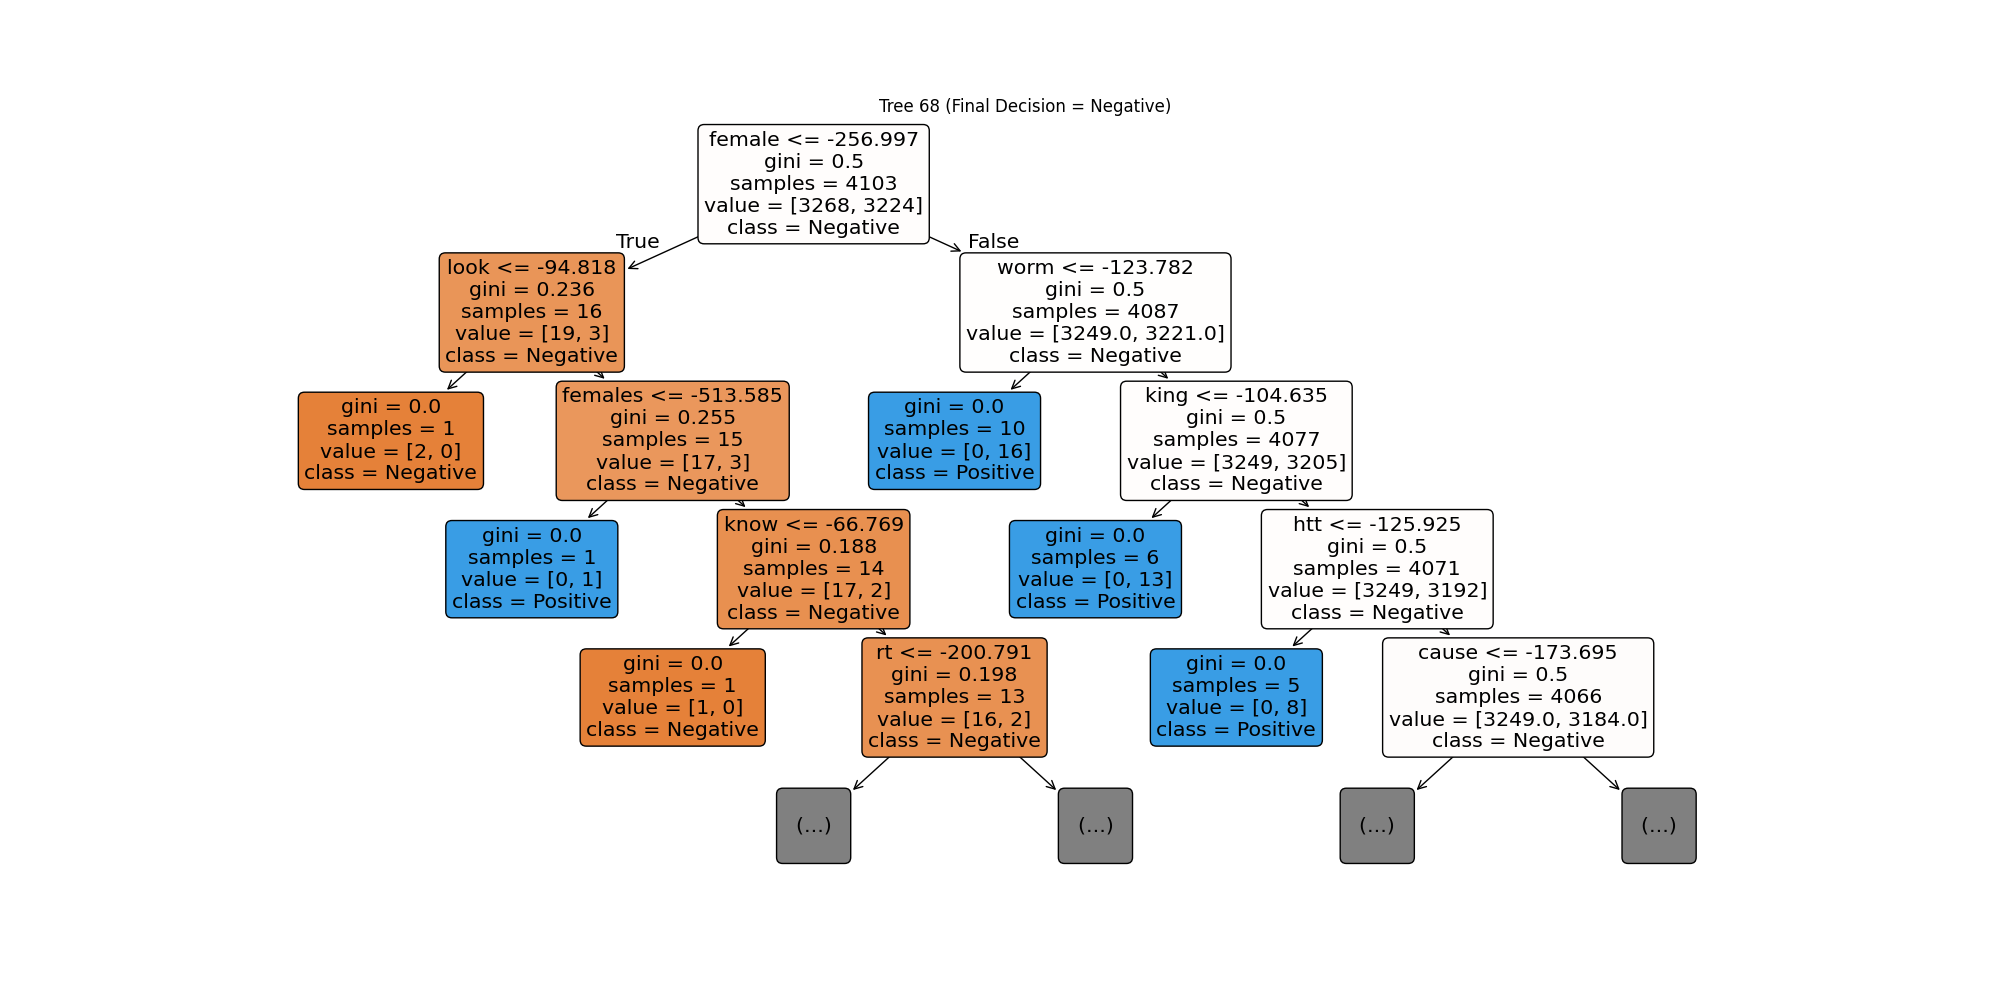 Tree 68 (Final Decision = Negative)
female <= -256.997
gini = 0.5
samples = 4103
value = [3268, 3224]
class = Negative
True
False
look <= -94.818
gini = 0.236
samples = 16
value = [19, 3]
class = Negative
worm <= -123.782
gini = 0.5
samples = 4087
value = [3249.0, 3221.0]
class = Negative
gini = 0.0
samples = 1
value = [2, 0]
class = Negative
females <= -513.585
gini = 0.255
samples = 15
value = [17, 3]
class = Negative
gini = 0.0
samples = 10
value = [0, 16]
class = Positive
king <= -104.635
gini = 0.5
samples = 4077
value = [3249, 3205]
class = Negative
gini = 0.0
samples = 1
value = [0, 1]
class = Positive
know <= -66.769
gini = 0.188
samples = 14
value = [17, 2]
class = Negative
gini = 0.0
samples = 6
value = [0, 13]
class = Positive
htt <= -125.925
gini = 0.5
samples = 4071
value = [3249, 3192]
class = Negative
gini = 0.0
samples = 1
value = [1, 0]
class = Negative
rt <= -200.791
gini = 0.198
samples = 13
value = [16, 2]
class = Negative
gini = 0.0
samples = 5
value = [0, 8]
class = Positive
cause <= -173.695
gini = 0.5
samples = 4066
value = [3249.0, 3184.0]
class = Negative
(...)
(...)
(...)
(...)